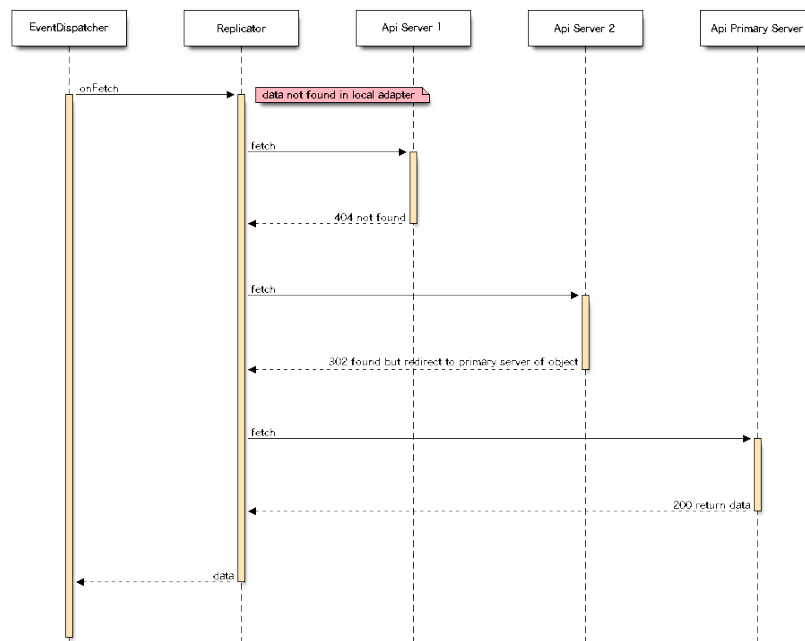 EventDispatcher
Replicator
Api Server 1
Api Server 2
Api Primary Server
onFetch
data not found in local adapter
fetch
404 not found
fetch
302 found but redirect to primary server of object
fetch
200 return data
data